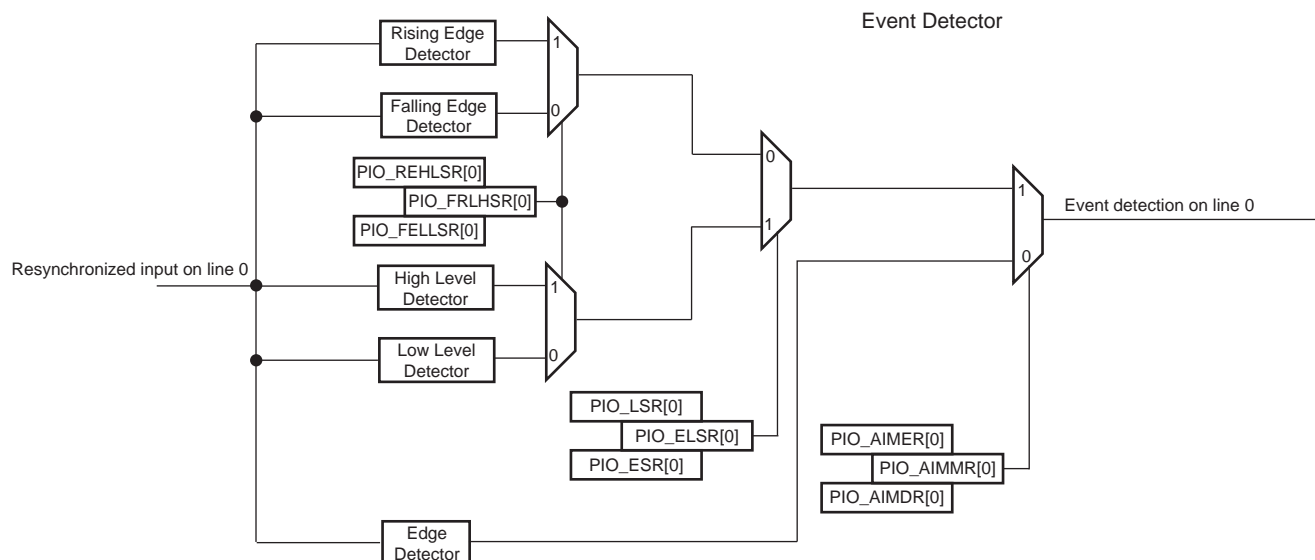 Event Detector
Rising Edge
Detector
1
Falling Edge
Detector
0
0
PIO_REHLSR[0]
PIO_FRLHSR[0]
PIO_FELLSR[0]
1
Event detection on line 0
1
Resynchronized input on line 0
High Level
Detector
1
0
Low Level
Detector
0
PIO_LSR[0]
PIO_ELSR[0]
PIO_ESR[0]
PIO_AIMER[0]
PIO_AIMMR[0]
PIO_AIMDR[0]
Edge
Detector